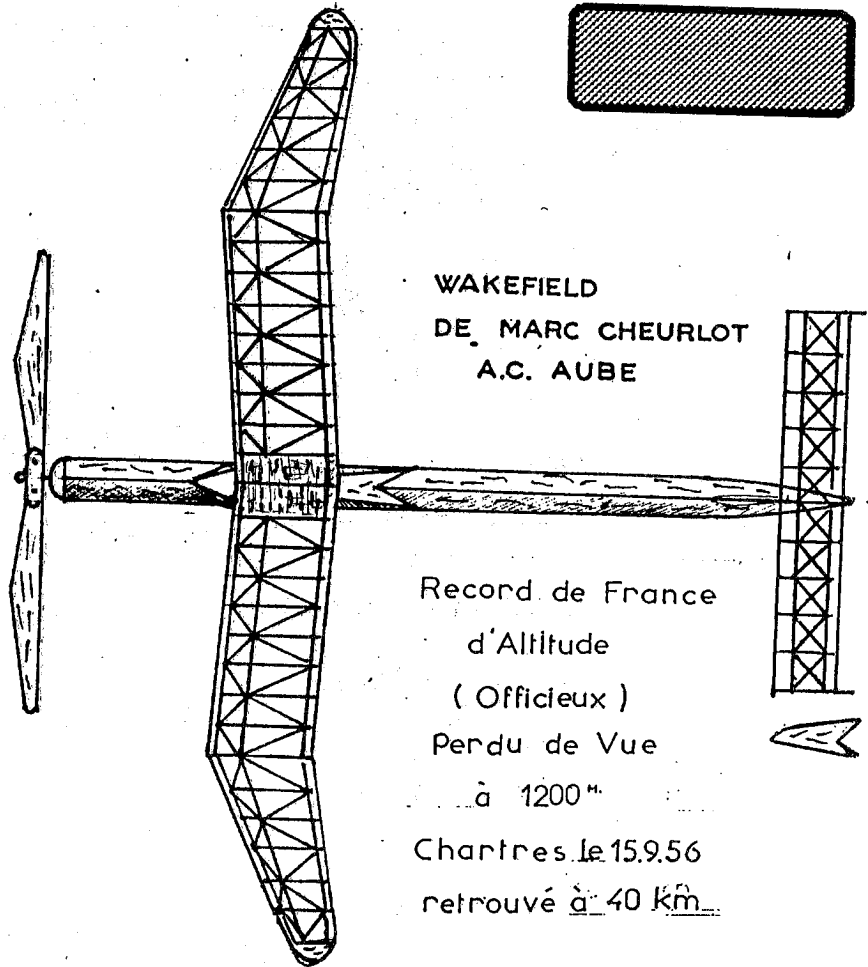 WAKEFIELD
DE MARC CHEURLOT
A.C. AUBE
Record de France
d'Altitude
( Officieux )
Perdu de Vue
à 1200 M.
Chartres le 15.9.56
retrouvé à 40 km